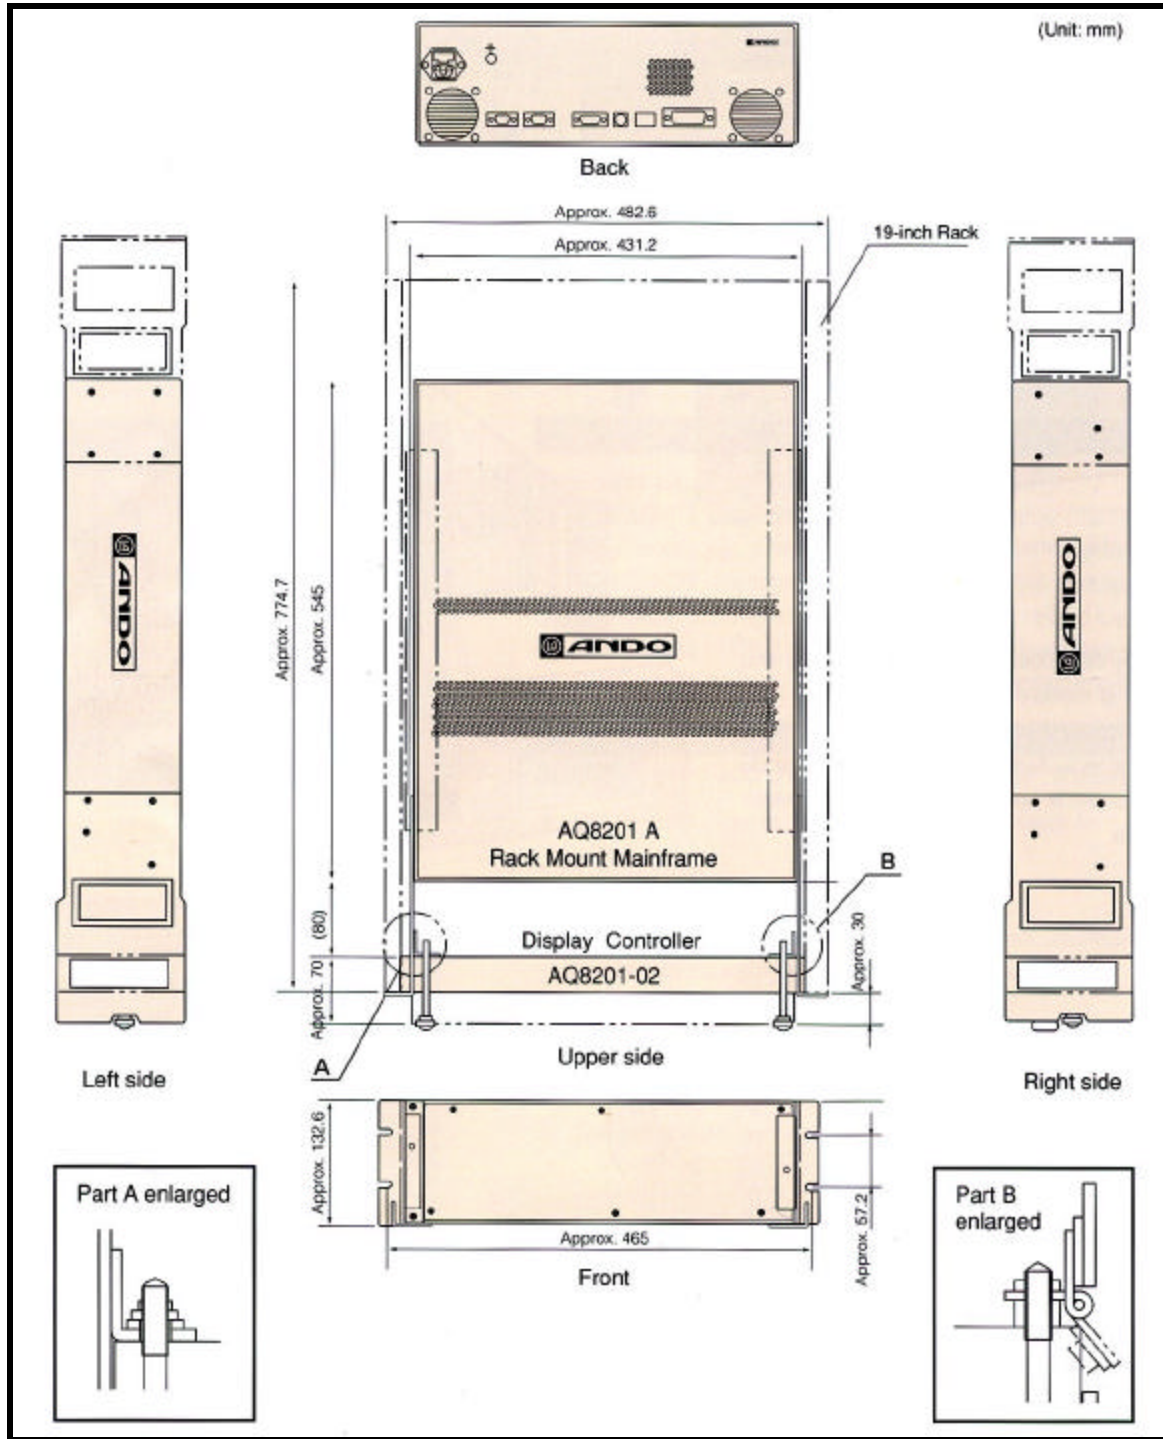 (Unit: mm)
ANDO
Back
Approx. 482.6
Approx. 431.2
19-inch Rack
Approx. 774.7
Approx. 545
ANDO
ANDO
ANDO
AQ8201 A
Rack Mount Mainframe
B
(80)
Display Controller
Approx. 30
AQ8201-02
Approx. 70
A
Upper side
Left side
Right side
Approx. 132.6
Approx. 57.2
Approx. 465
Front
Part A enlarged
Part B
enlarged